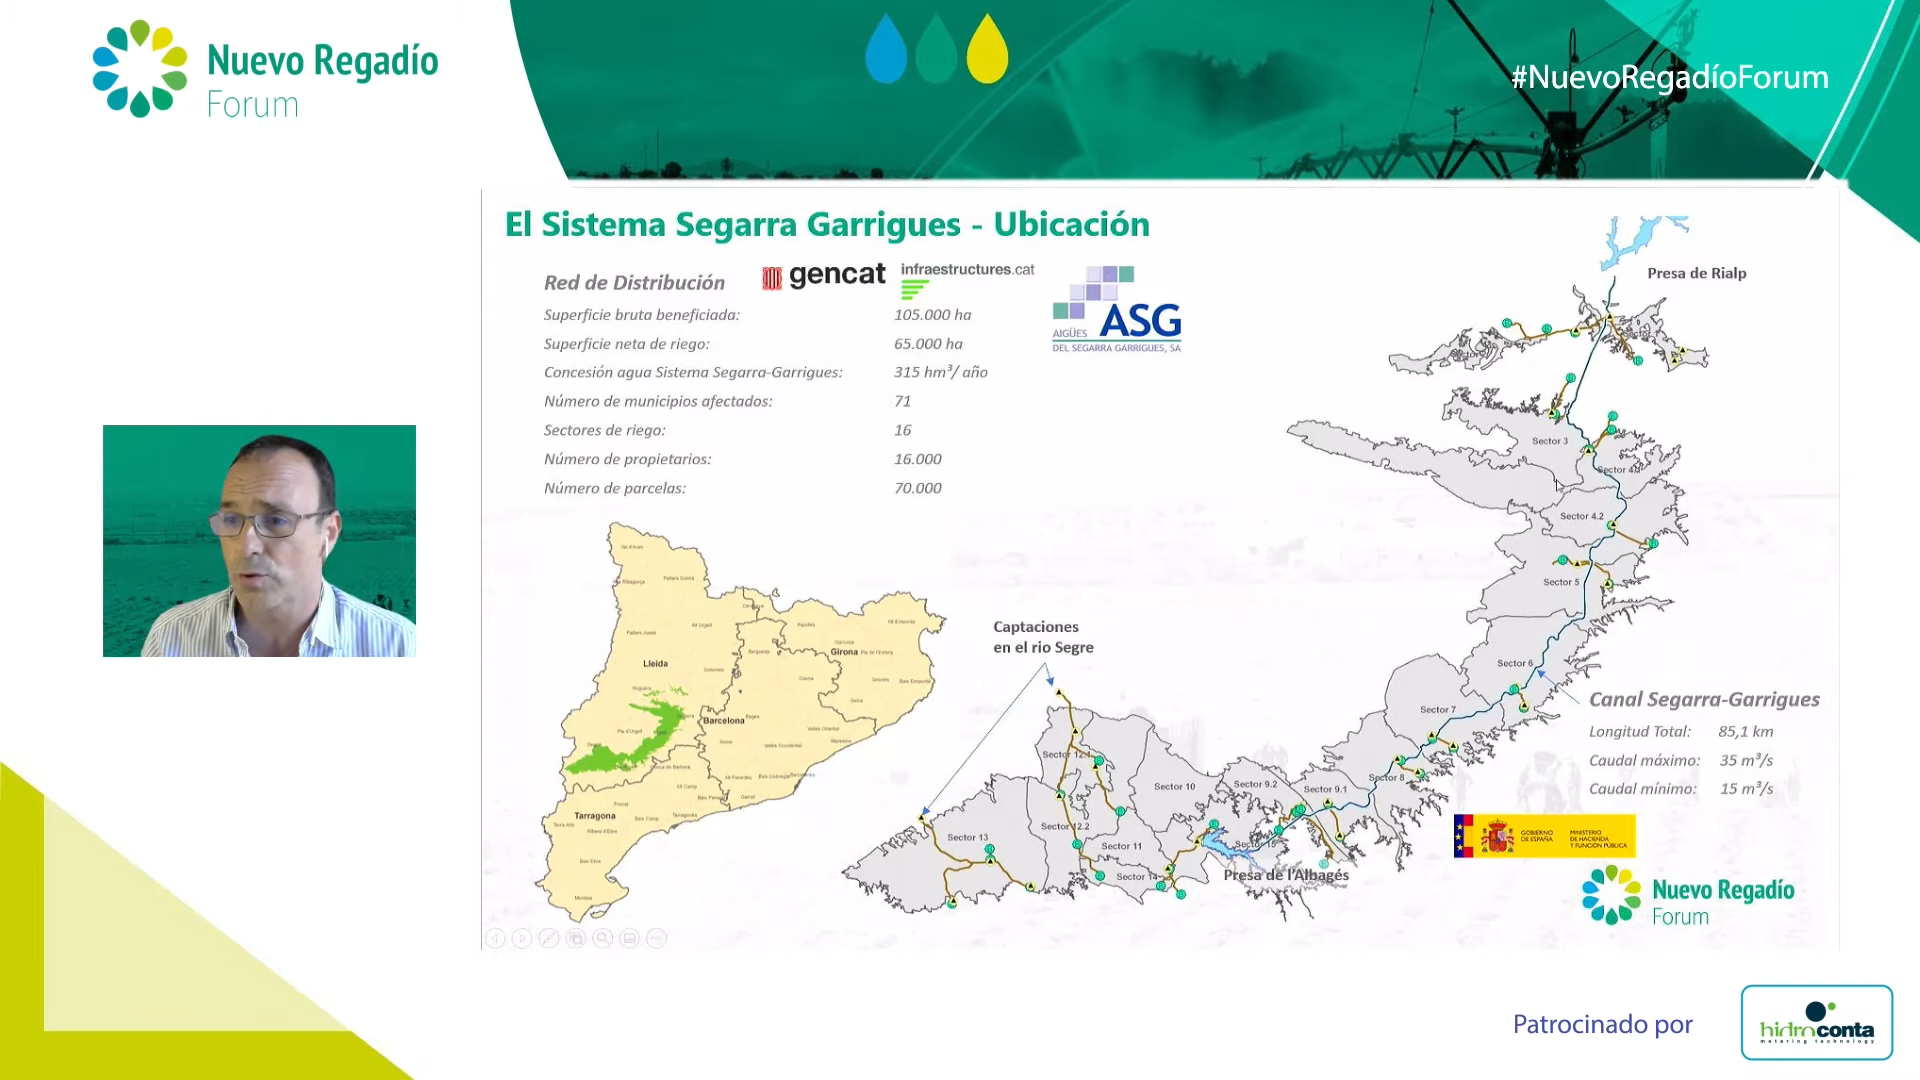 Nuevo Regadío
Forum
#NuevoRegadíoForum
El Sistema Segarra Garrigues - Ubicación
Red de Distribución
gencat
infraestructures.cat
AIGÜES ASG
DEL SEGARRA GARRIGUES, SA
Superficie bruta beneficiada: 105.000 ha
Superficie neta de riego: 65.000 ha
Concesión agua Sistema Segarra-Garrigues: 315 hm³/ año
Número de municipios afectados: 71
Sectores de riego: 16
Número de propietarios: 16.000
Número de parcelas: 70.000
Presa de Rialp
Sector 3
Sector 4.2
Sector 5
Sector 6
Sector 7
Sector 8
Sector 9.1
Sector 9.2
Sector 10
Sector 11
Sector 12.2
Sector 13
Sector 14
Sector 15
Presa de l'Albagés
Captaciones
en el rio Segre
Lleida
Girona
Barcelona
Tarragona
Canal Segarra-Garrigues
Longitud Total: 85,1 km
Caudal máximo: 35 m³/s
Caudal mínimo: 15 m³/s
GOBIERNO
DE ESPAÑA
MINISTERIO
DE HACIENDA
Y FUNCIÓN PÚBLICA
Nuevo Regadío
Forum
Patrocinado por
hidroconta
metering technology